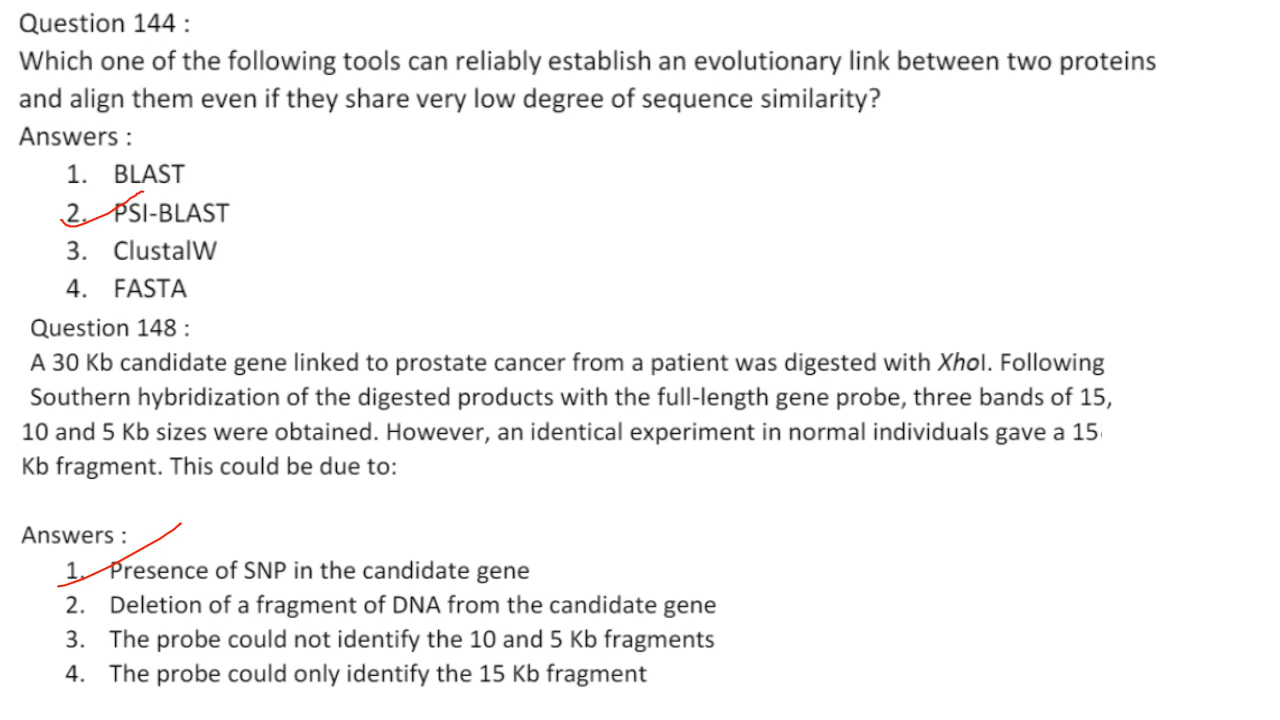 Question 144 :
Which one of the following tools can reliably establish an evolutionary link between two proteins
and align them even if they share very low degree of sequence similarity?
Answers :
1. BLAST
2. PSI-BLAST
3. ClustalW
4. FASTA
Question 148 :
A 30 Kb candidate gene linked to prostate cancer from a patient was digested with XhoI. Following
Southern hybridization of the digested products with the full-length gene probe, three bands of 15,
10 and 5 Kb sizes were obtained. However, an identical experiment in normal individuals gave a 15
Kb fragment. This could be due to:
Answers :
1. Presence of SNP in the candidate gene
2. Deletion of a fragment of DNA from the candidate gene
3. The probe could not identify the 10 and 5 Kb fragments
4. The probe could only identify the 15 Kb fragment